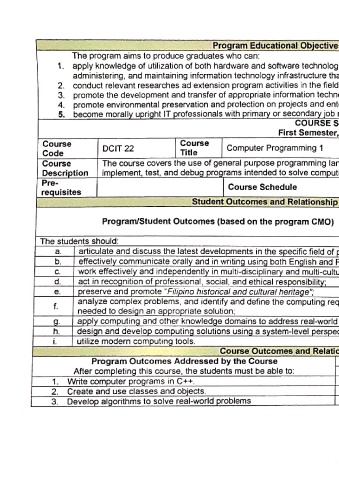 Program Educational Objective
The program aims to produce graduates who can:
1. apply knowledge of utilization of both hardware and software technolog
administering, and maintaining information technology infrastructure tha
2. conduct relevant researches ad extension program activities in the field
3. promote the development and transfer of appropriate information techn
4. promote environmental preservation and protection on projects and ent
5. become morally upright IT professionals with primary or secondary job
COURSE S
First Semester,
Course Code DCIT 22 Course Title Computer Programming 1
Course Description The course covers the use of general purpose programming lan
implement, test, and debug programs intended to solve computi
Pre-requisites Course Schedule
Student Outcomes and Relationship
Program/Student Outcomes (based on the program CMO)
The students should:
a. articulate and discuss the latest developments in the specific field of
b. effectively communicate orally and in writing using both English and F
c. work effectively and independently in multi-disciplinary and multi-cultu
d. act in recognition of professional, social, and ethical responsibility;
e. preserve and promote "Filipino historical and cultural heritage";
f. analyze complex problems, and identify and define the computing req
needed to design an appropriate solution;
g. apply computing and other knowledge domains to address real-world
h. design and develop computing solutions using a system-level perspec
i. utilize modern computing tools.
Course Outcomes and Relatio
Program Outcomes Addressed by the Course
After completing this course, the students must be able to:
1. Write computer programs in C++.
2. Create and use classes and objects.
3. Develop algorithms to solve real-world problems